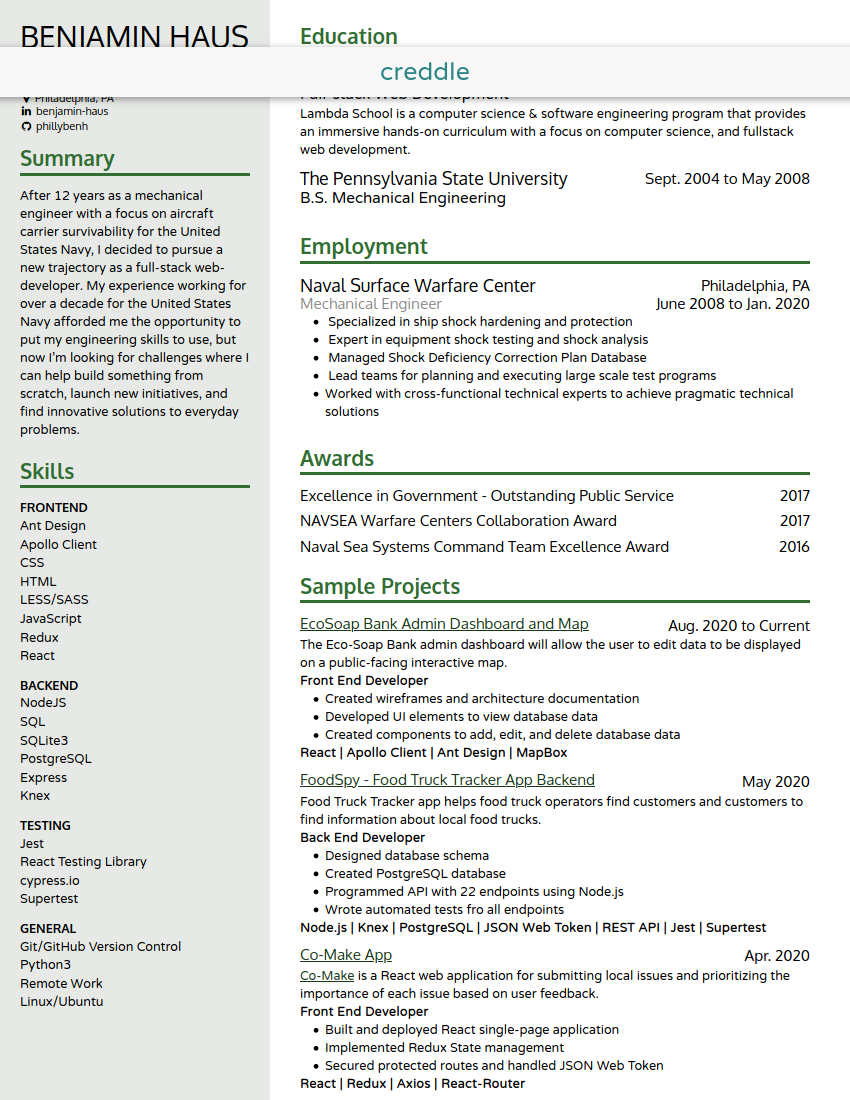 BENJAMIN HAUS
creddle
Philadelphia, PA
benjamin-haus
phillybenh
Summary
After 12 years as a mechanical
engineer with a focus on aircraft
carrier survivability for the United
States Navy, I decided to pursue a
new trajectory as a full-stack web-
developer. My experience working for
over a decade for the United States
Navy afforded me the opportunity to
put my engineering skills to use, but
now I'm looking for challenges where I
can help build something from
scratch, launch new initiatives, and
find innovative solutions to everyday
problems.
Skills
FRONTEND
Ant Design
Apollo Client
CSS
HTML
LESS/SASS
JavaScript
Redux
React
BACKEND
NodeJS
SQL
SQLite3
PostgreSQL
Express
Knex
TESTING
Jest
React Testing Library
cypress.io
Supertest
GENERAL
Git/GitHub Version Control
Python3
Remote Work
Linux/Ubuntu
Education
Full-stack Web Development
Lambda School is a computer science & software engineering program that provides
an immersive hands-on curriculum with a focus on computer science, and fullstack
web development.
The Pennsylvania State University Sept. 2004 to May 2008
B.S. Mechanical Engineering
Employment
Naval Surface Warfare Center Philadelphia, PA
Mechanical Engineer June 2008 to Jan. 2020
• Specialized in ship shock hardening and protection
• Expert in equipment shock testing and shock analysis
• Managed Shock Deficiency Correction Plan Database
• Lead teams for planning and executing large scale test programs
• Worked with cross-functional technical experts to achieve pragmatic technical
solutions
Awards
Excellence in Government - Outstanding Public Service 2017
NAVSEA Warfare Centers Collaboration Award 2017
Naval Sea Systems Command Team Excellence Award 2016
Sample Projects
EcoSoap Bank Admin Dashboard and Map Aug. 2020 to Current
The Eco-Soap Bank admin dashboard will allow the user to edit data to be displayed
on a public-facing interactive map.
Front End Developer
• Created wireframes and architecture documentation
• Developed UI elements to view database data
• Created components to add, edit, and delete database data
React | Apollo Client | Ant Design | MapBox
FoodSpy - Food Truck Tracker App Backend May 2020
Food Truck Tracker app helps food truck operators find customers and customers to
find information about local food trucks.
Back End Developer
• Designed database schema
• Created PostgreSQL database
• Programmed API with 22 endpoints using Node.js
• Wrote automated tests fro all endpoints
Node.js | Knex | PostgreSQL | JSON Web Token | REST API | Jest | Supertest
Co-Make App Apr. 2020
Co-Make is a React web application for submitting local issues and prioritizing the
importance of each issue based on user feedback.
Front End Developer
• Built and deployed React single-page application
• Implemented Redux State management
• Secured protected routes and handled JSON Web Token
React | Redux | Axios | React-Router